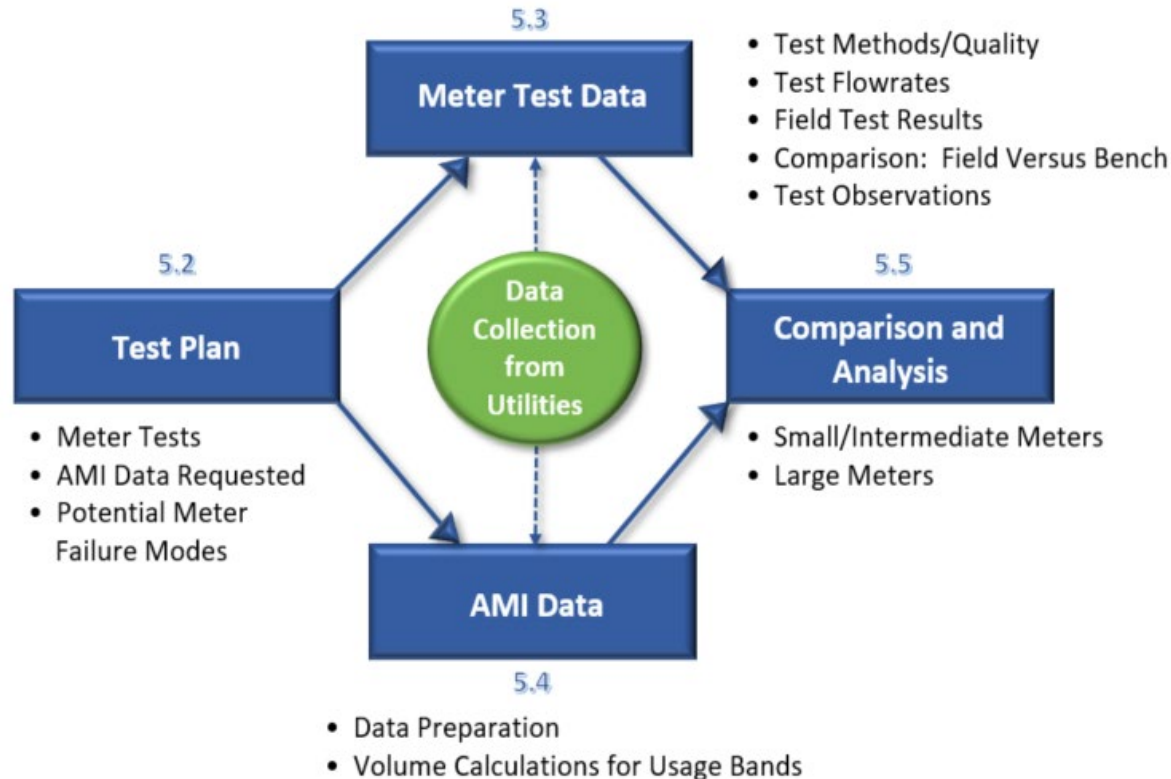 5.3
Meter Test Data
• Test Methods/Quality
• Test Flowrates
• Field Test Results
• Comparison: Field Versus Bench
• Test Observations
5.2
Test Plan
• Meter Tests
• AMI Data Requested
• Potential Meter
Failure Modes
Data
Collection
from
Utilities
5.5
Comparison and
Analysis
• Small/Intermediate Meters
• Large Meters
AMI Data
5.4
• Data Preparation
• Volume Calculations for Usage Bands